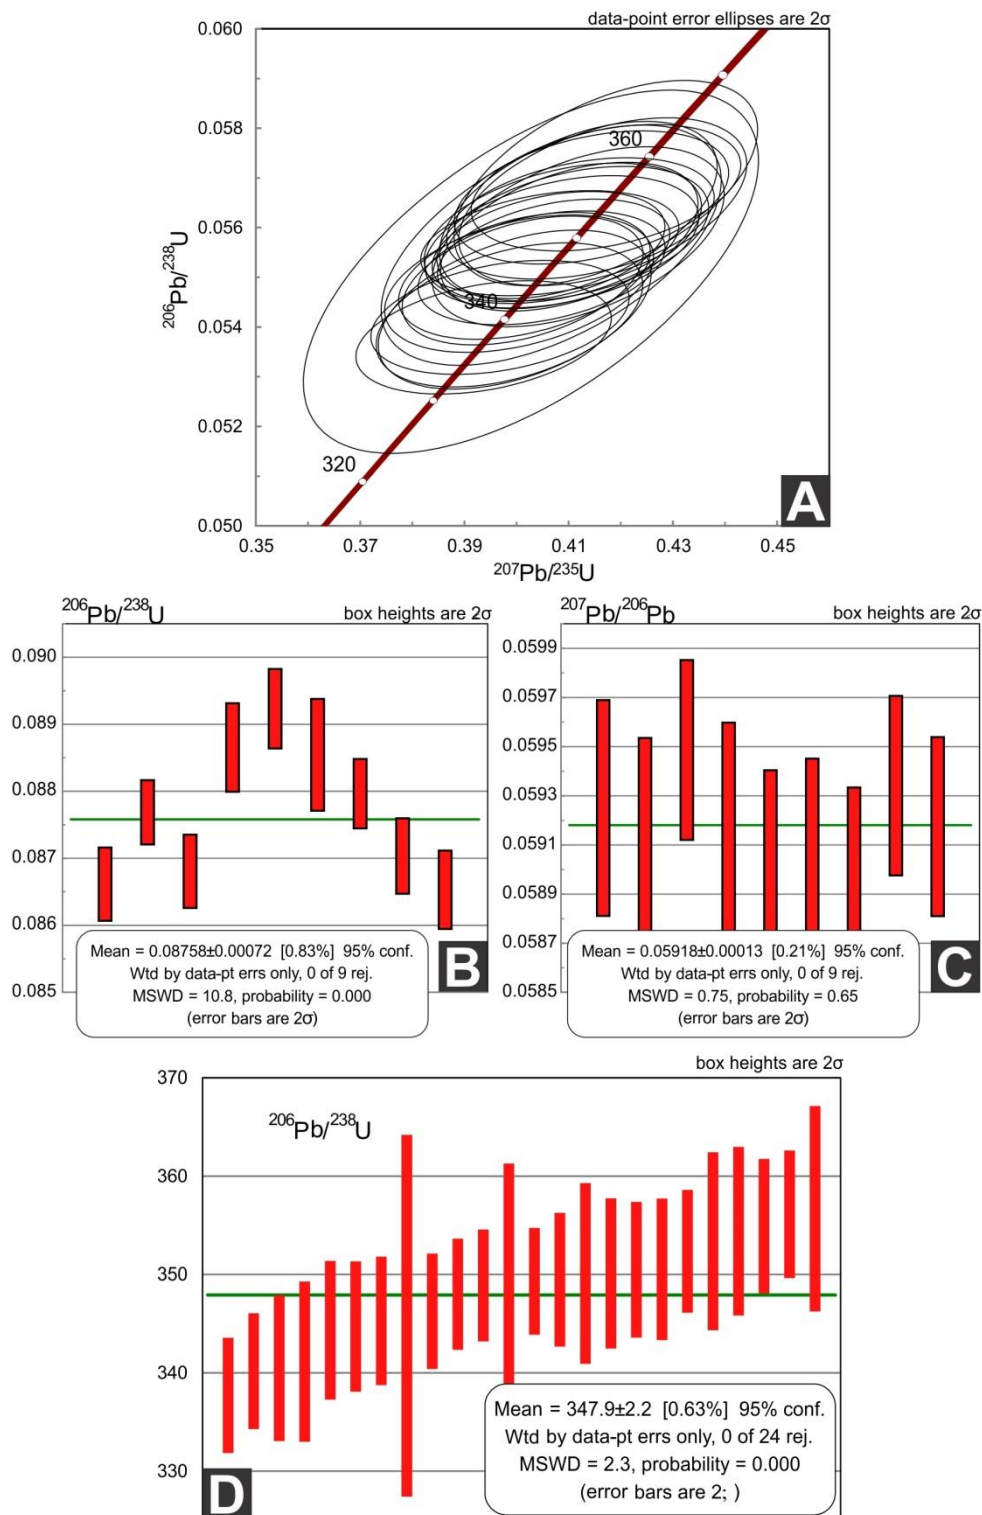 data-point error ellipses are 2σ
0.060
0.058
0.056
0.054
0.052
0.050
206Pb/238U
360
340
320
A
0.35 0.37 0.39 0.41 0.43 0.45
207Pb/235U
206Pb/238U box heights are 2σ
0.090
0.089
0.088
0.087
0.086
0.085
Mean = 0.08758±0.00072 [0.83%] 95% conf.
Wtd by data-pt errs only, 0 of 9 rej.
MSWD = 10.8, probability = 0.000
(error bars are 2σ)
B
207Pb/206Pb box heights are 2σ
0.0599
0.0597
0.0595
0.0593
0.0591
0.0589
0.0587
0.0585
Mean = 0.05918±0.00013 [0.21%] 95% conf.
Wtd by data-pt errs only, 0 of 9 rej.
MSWD = 0.75, probability = 0.65
(error bars are 2σ)
C
box heights are 2σ
370
360
350
340
330
206Pb/238U
Mean = 347.9±2.2 [0.63%] 95% conf.
Wtd by data-pt errs only, 0 of 24 rej.
MSWD = 2.3, probability = 0.000
(error bars are 2; )
D